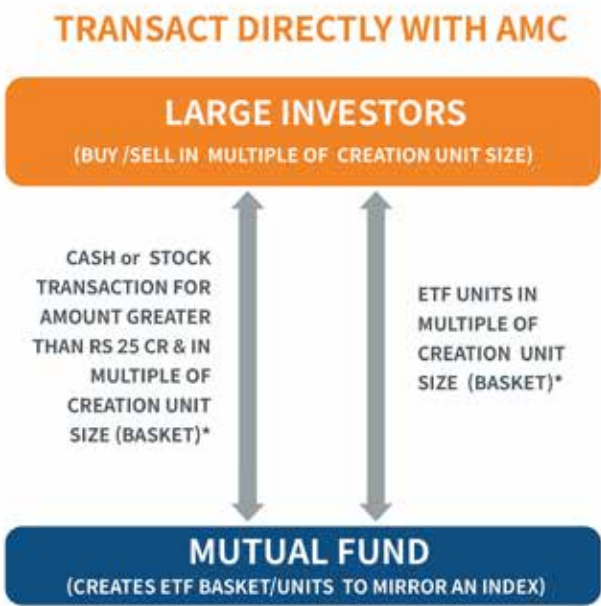 TRANSACT DIRECTLY WITH AMC
LARGE INVESTORS
(BUY /SELL IN MULTIPLE OF CREATION UNIT SIZE)
CASH or STOCK
TRANSACTION FOR
AMOUNT GREATER
THAN RS 25 CR & IN
MULTIPLE OF
CREATION UNIT
SIZE (BASKET)*
ETF UNITS IN
MULTIPLE OF
CREATION UNIT
SIZE (BASKET)*
MUTUAL FUND
(CREATES ETF BASKET/UNITS TO MIRROR AN INDEX)